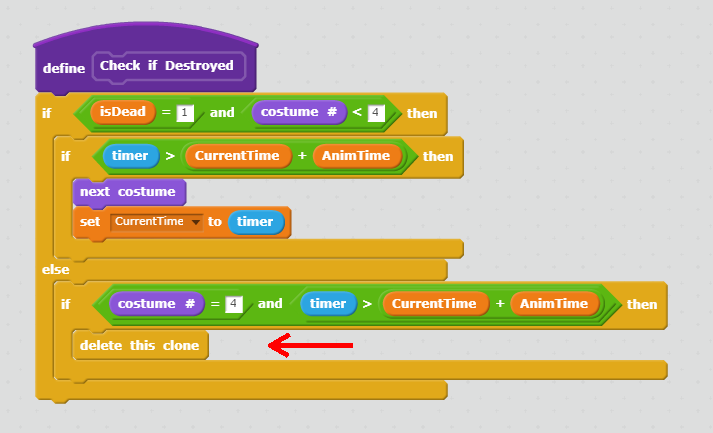 define Check if Destroyed
if isDead = 1 and costume # < 4 then
if timer > CurrentTime + AnimTime then
next costume
set CurrentTime to timer
else
if costume # = 4 and timer > CurrentTime + AnimTime then
delete this clone